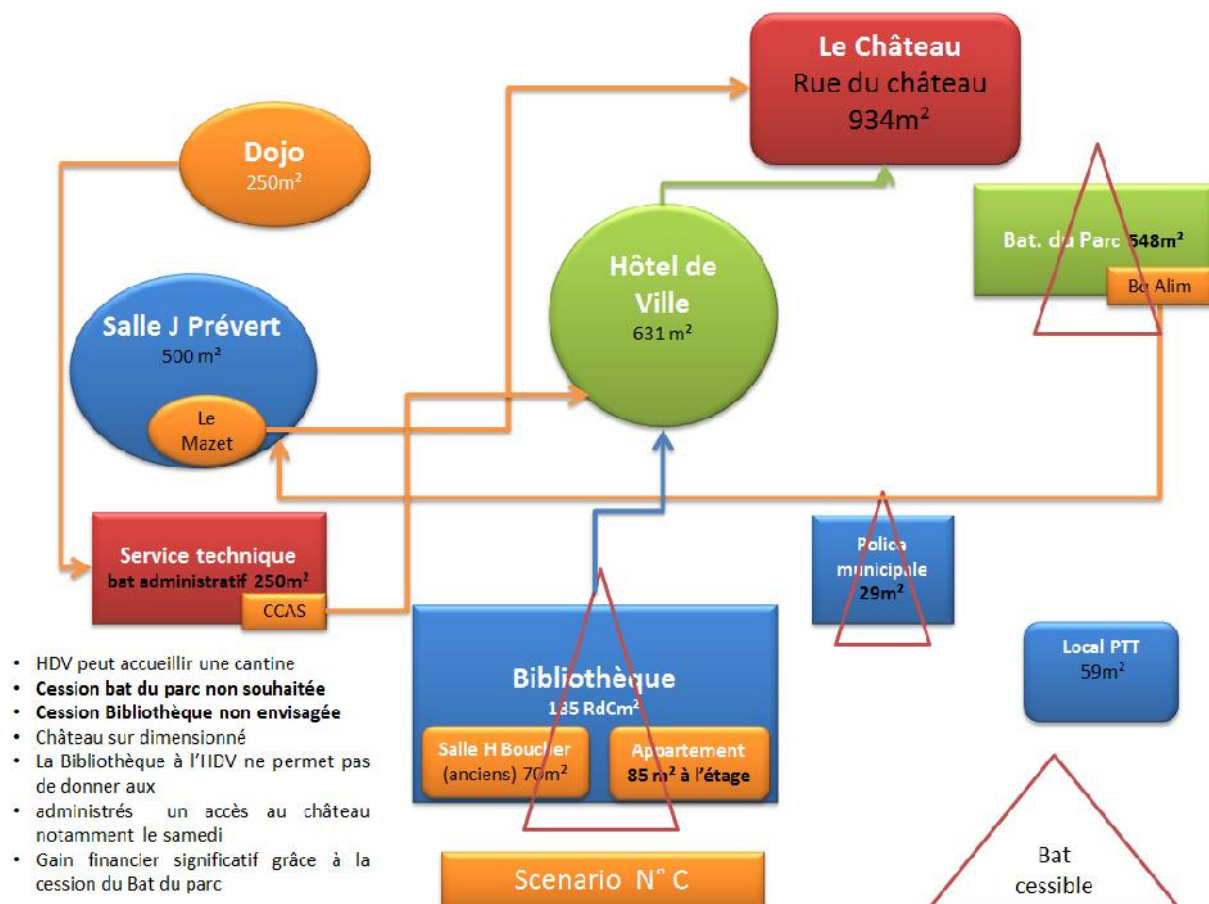 Le Château
Rue du château
934m²
Dojo
250m²
Bat. du Parc 548m²
Bq Alim
Hôtel de
Ville
631 m²
Salle J Prévert
500 m²
Le
Mazet
Service technique
bat administratif 250m²
CCAS
Police
municipale
29m²
Local PTT
59m²
Bibliothèque
185 RdCm²
Salle H Boucher
(anciens) 70m²
Appartement
85 m² à l'étage
• HDV peut accueillir une cantine
• Cession bat du parc non souhaitée
• Cession Bibliothèque non envisagée
• Château sur dimensionné
• La Bibliothèque à l'HDV ne permet pas
de donner aux
• administrés un accès au château
notamment le samedi
• Gain financier significatif grâce à la
cession du Bat du parc
Scenario N° C
Bat
cessible